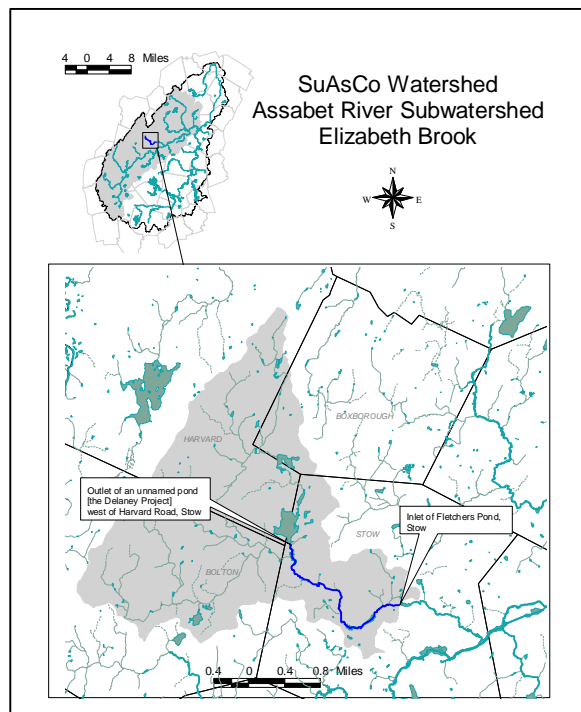 4 0 4 8 Miles
SuAsCo Watershed
Assabet River Subwatershed
Elizabeth Brook
N
W E
S
BOXBOROUGH
HARVARD
Outlet of an unnamed pond
[the Delaney Project]
west of Harvard Road, Stow
Inlet of Fletchers Pond,
Stow
STOW
BOLTON
0.4 0 0.4 0.8 Miles